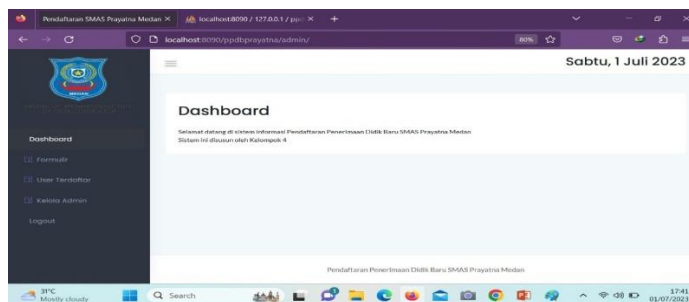 Pendaftaran SMAS Prayatna Medan
localhost:8090 / 127.0.0.1 / ppd
localhost:8090/ppdbprayatna/admin/
80%
Sabtu, 1 Juli 2023
MEDAN
Dashboard
Selamat datang di sistem informasi Pendaftaran Penerimaan Didik Baru SMAS Prayatna Medan
Sistem ini disusun oleh Kelompok 4
Dashboard
Formulir
User Terdaftar
Kelola Admin
Logout
Pendaftaran Penerimaan Didik Baru SMAS Prayatna Medan
31°C
Mostly cloudy
Search
17:41
01/07/2023